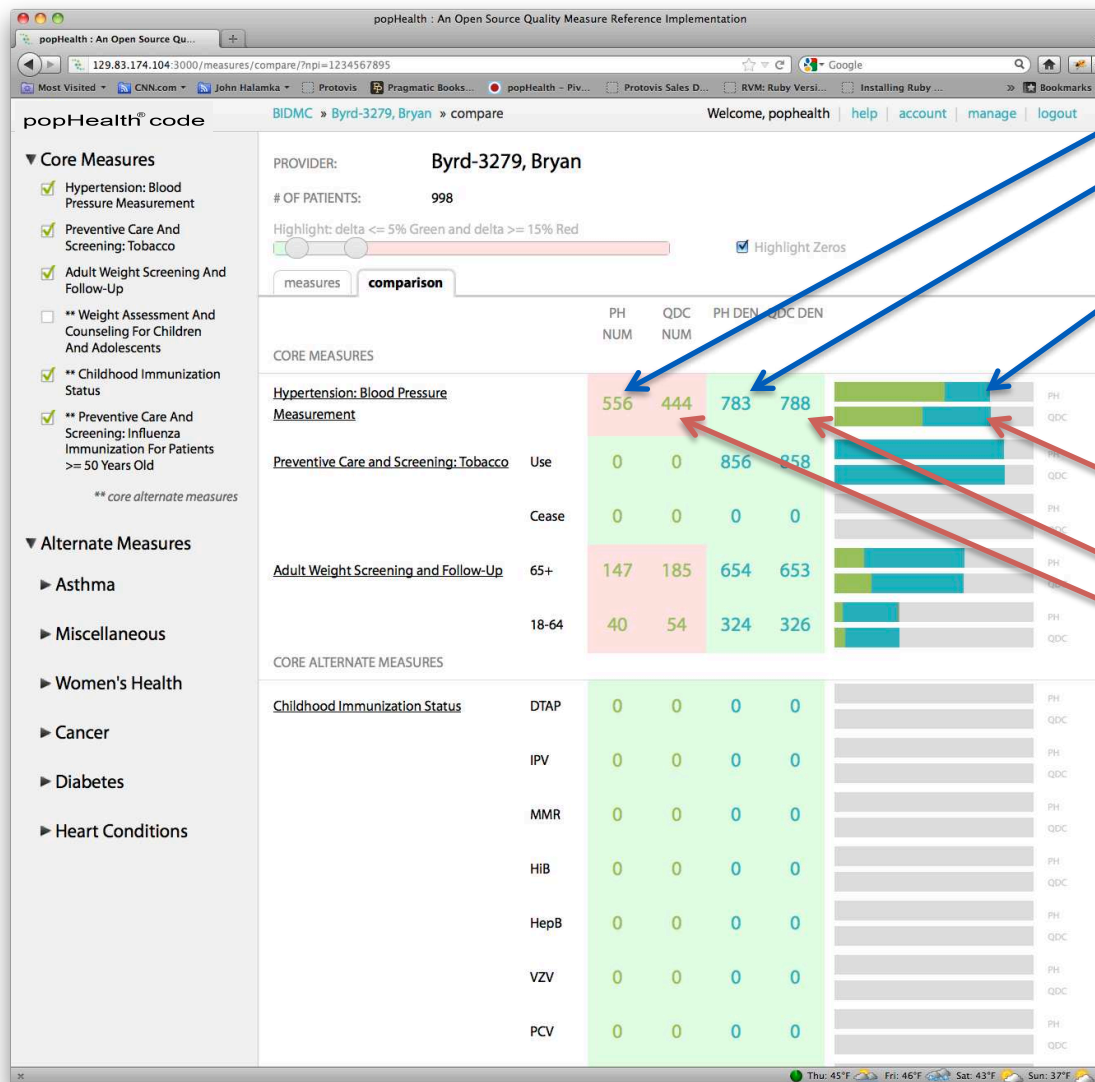 popHealth : An Open Source Quality Measure Reference Implementation
popHealth : An Open Source Qu...
129.83.174.104:3000/measures/compare/?npi=1234567895
Google
Most Visited
CNN.com
John Halamka
Protovis
Pragmatic Books...
popHealth – Piv...
Protovis Sales D...
RVM: Ruby Versi...
Installing Ruby ...
»
Bookmarks
popHealth® code
BIDMC » Byrd-3279, Bryan » compare
Welcome, pophealth | help | account | manage | logout
Core Measures
Hypertension: Blood
Pressure Measurement
Preventive Care And
Screening: Tobacco
Adult Weight Screening And
Follow-Up
** Weight Assessment And
Counseling For Children
And Adolescents
** Childhood Immunization
Status
** Preventive Care And
Screening: Influenza
Immunization For Patients
>= 50 Years Old
** core alternate measures
Alternate Measures
Asthma
Miscellaneous
Women's Health
Cancer
Diabetes
Heart Conditions
PROVIDER: Byrd-3279, Bryan
# OF PATIENTS: 998
Highlight: delta <= 5% Green and delta >= 15% Red
Highlight Zeros
measures comparison
PH NUM QDC NUM PH DEN QDC DEN
CORE MEASURES
Hypertension: Blood Pressure
Measurement
556 444 783 788
PH
QDC
Preventive Care and Screening: Tobacco Use 0 0 856 858
PH
QDC
Cease 0 0 0 0
PH
QDC
Adult Weight Screening and Follow-Up 65+ 147 185 654 653
PH
QDC
18-64 40 54 324 326
PH
QDC
CORE ALTERNATE MEASURES
Childhood Immunization Status DTAP 0 0 0 0
PH
QDC
IPV 0 0 0 0
PH
QDC
MMR 0 0 0 0
PH
QDC
HiB 0 0 0 0
PH
QDC
HepB 0 0 0 0
PH
QDC
VZV 0 0 0 0
PH
QDC
PCV 0 0 0 0
PH
QDC
Thu: 45°F Fri: 46°F Sat: 43°F Sun: 37°F